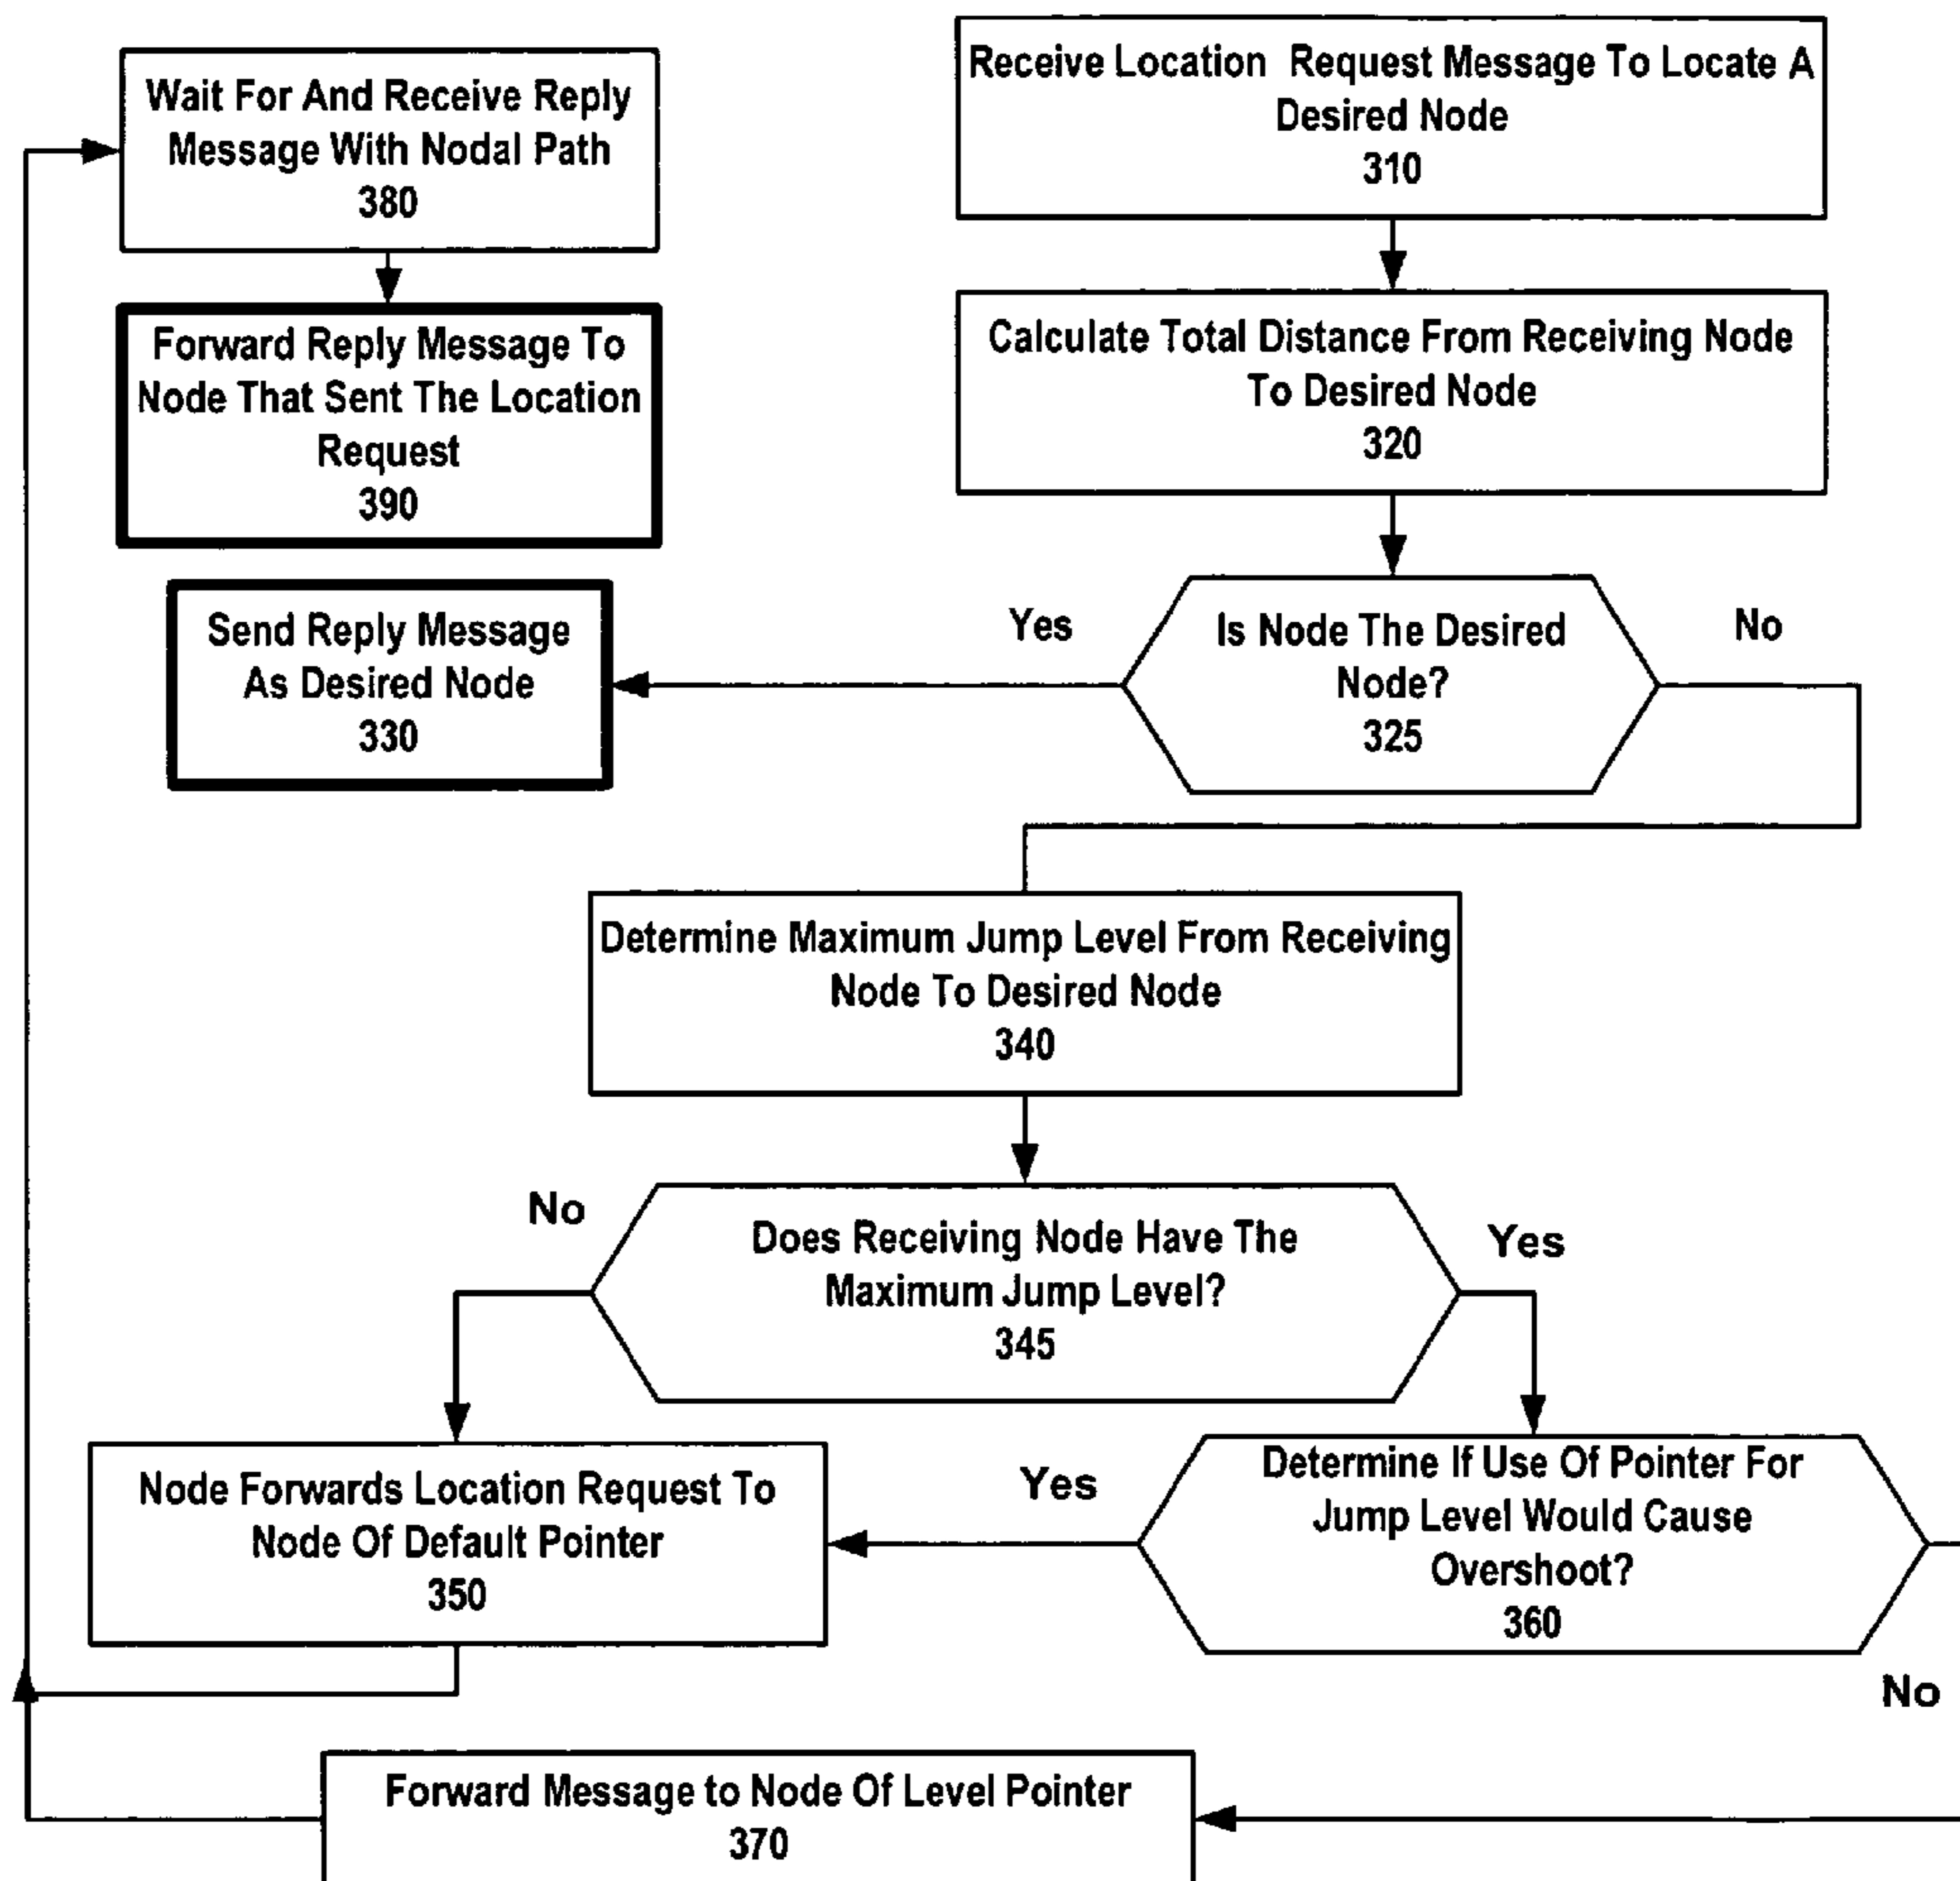 Wait For And Receive Reply
Message With Nodal Path
380
Forward Reply Message To
Node That Sent The Location
Request
390
Receive Location Request Message To Locate A
Desired Node
310
Calculate Total Distance From Receiving Node
To Desired Node
320
Yes
Is Node The Desired
Node?
325
No
Send Reply Message
As Desired Node
330
Determine Maximum Jump Level From Receiving
Node To Desired Node
340
No
Does Receiving Node Have The
Maximum Jump Level?
345
Yes
Node Forwards Location Request To
Node Of Default Pointer
350
Yes
Determine If Use Of Pointer For
Jump Level Would Cause
Overshoot?
360
No
Forward Message to Node Of Level Pointer
370